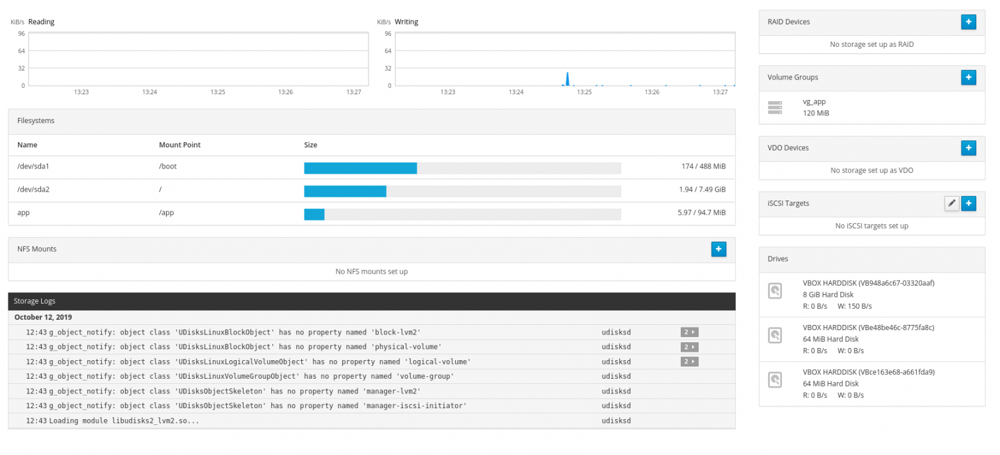 KiB/s Reading
96
64
32
0
13:23 13:24 13:25 13:26 13:27
KiB/s Writing
96
64
32
0
13:23 13:24 13:25 13:26 13:27
Filesystems
Name Mount Point Size
/dev/sda1 /boot 174 / 488 MiB
/dev/sda2 / 1.94 / 7.49 GiB
app /app 5.97 / 94.7 MiB
NFS Mounts
No NFS mounts set up
Storage Logs
October 12, 2019
12:43 g_object_notify: object class 'UDisksLinuxBlockObject' has no property named 'block-lvm2' udisksd 2
12:43 g_object_notify: object class 'UDisksLinuxBlockObject' has no property named 'physical-volume' udisksd 2
12:43 g_object_notify: object class 'UDisksLinuxLogicalVolumeObject' has no property named 'logical-volume' udisksd 2
12:43 g_object_notify: object class 'UDisksLinuxVolumeGroupObject' has no property named 'volume-group' udisksd
12:43 g_object_notify: object class 'UDisksObjectSkeleton' has no property named 'manager-lvm2' udisksd
12:43 g_object_notify: object class 'UDisksObjectSkeleton' has no property named 'manager-iscsi-initiator' udisksd
12:43 Loading module libudisks2_lvm2.so... udisksd
RAID Devices
No storage set up as RAID
Volume Groups
vg_app
120 MiB
VDO Devices
No storage set up as VDO
iSCSI Targets
No iSCSI targets set up
Drives
VBOX HARDDISK (VB948a6c67-03320aaf)
8 GiB Hard Disk
R: 0 B/s W: 150 B/s
VBOX HARDDISK (VBe48be46c-8775fa8c)
64 MiB Hard Disk
R: 0 B/s W: 0 B/s
VBOX HARDDISK (VBce163e68-a661fda9)
64 MiB Hard Disk
R: 0 B/s W: 0 B/s